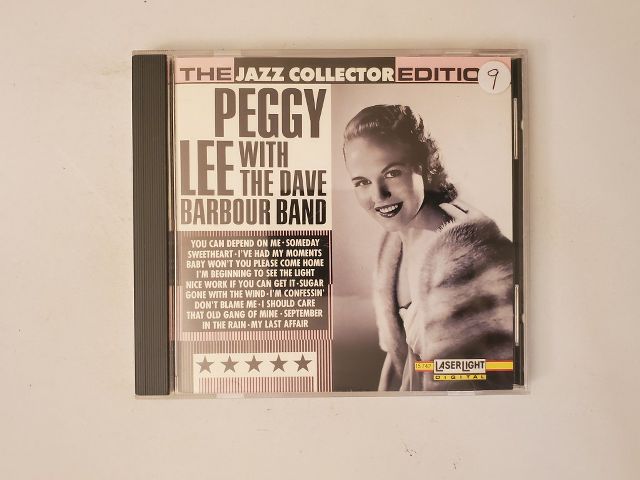 THE JAZZ COLLECTOR EDITIO
9
PEGGY
LEE WITH
THE DAVE
BARBOUR BAND
YOU CAN DEPEND ON ME · SOMEDAY
SWEETHEART · I'VE HAD MY MOMENTS
BABY WON'T YOU PLEASE COME HOME
I'M BEGINNING TO SEE THE LIGHT
NICE WORK IF YOU CAN GET IT · SUGAR
GONE WITH THE WIND · I'M CONFESSIN'
DON'T BLAME ME · I SHOULD CARE
THAT OLD GANG OF MINE · SEPTEMBER
IN THE RAIN · MY LAST AFFAIR
15 742
LASERLIGHT
DIGITAL